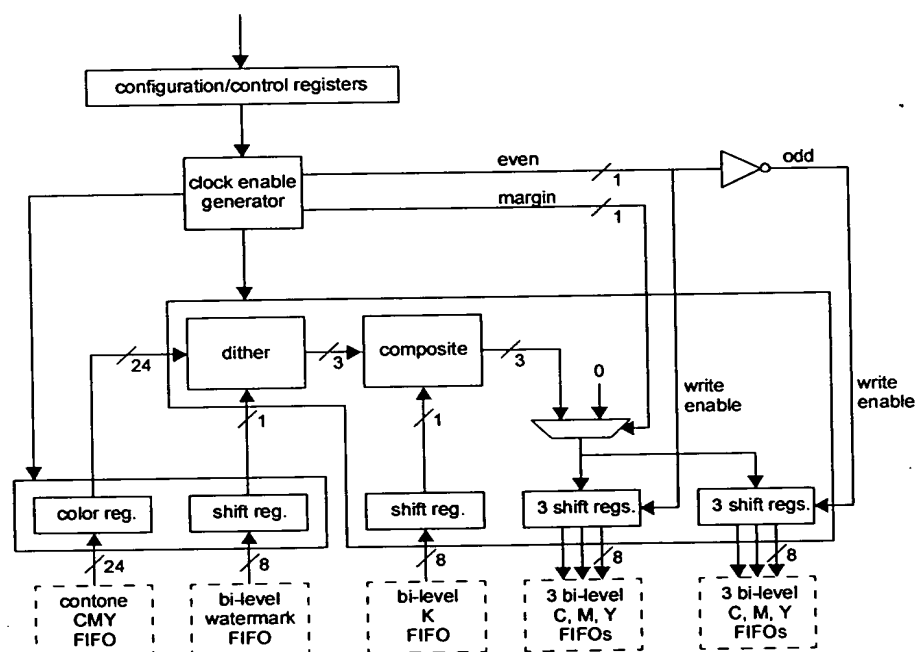 configuration/control registers
clock enable
generator
even
1
odd
margin
1
dither
composite
24
3
3
0
1
1
write
enable
write
enable
color reg.
shift reg.
shift reg.
3 shift regs.
3 shift regs.
24
8
8
8
8
contone
CMY
FIFO
bi-level
watermark
FIFO
bi-level
K
FIFO
3 bi-level
C, M, Y
FIFOs
3 bi-level
C, M, Y
FIFOs